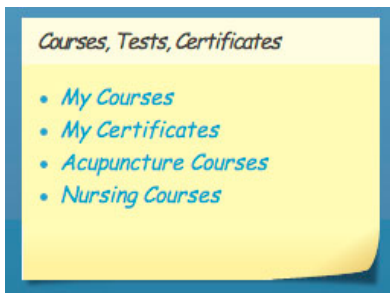 Courses, Tests, Certificates
My Courses
My Certificates
Acupuncture Courses
Nursing Courses